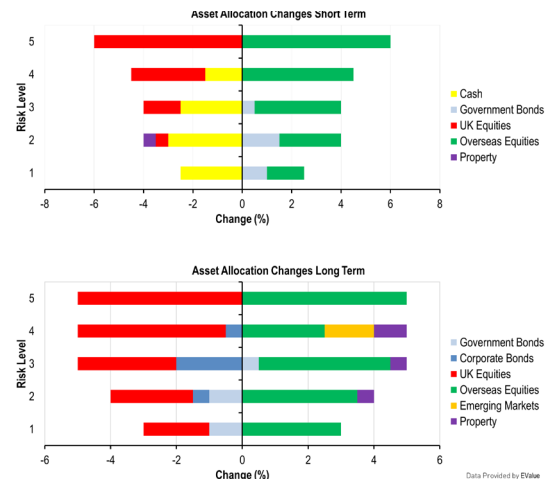 Asset Allocation Changes Short Term
Risk Level
5
4
3
2
1
-8 -6 -4 -2 0 2 4 6 8
Change (%)
Cash
Government Bonds
UK Equities
Overseas Equities
Property
Asset Allocation Changes Long Term
Risk Level
5
4
3
2
1
-6 -4 -2 0 2 4 6
Change (%)
Government Bonds
Corporate Bonds
UK Equities
Overseas Equities
Emerging Markets
Property
Data Provided by EValue